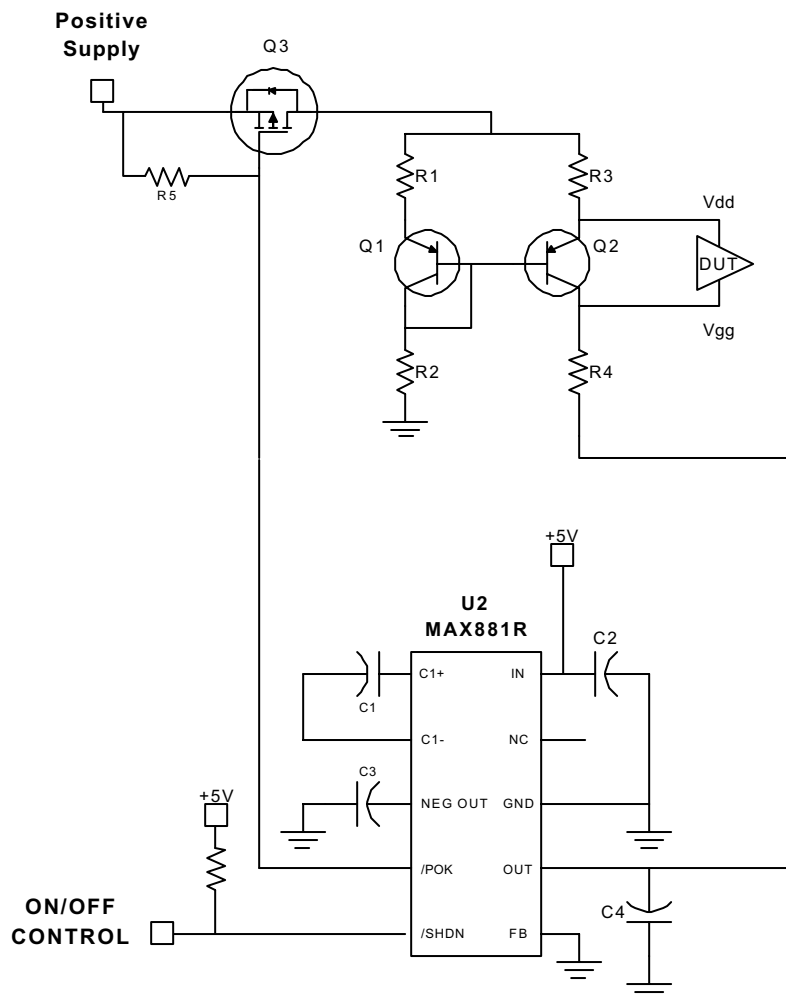 Positive
Supply
Q3
R5
R1
R3
Vdd
Q1
Q2
DUT
Vgg
R2
R4
+5V
U2
MAX881R
C2
C1+
IN
C1
C1-
NC
C3
NEG OUT
GND
+5V
/POK
OUT
ON/OFF
CONTROL
/SHDN
FB
C4